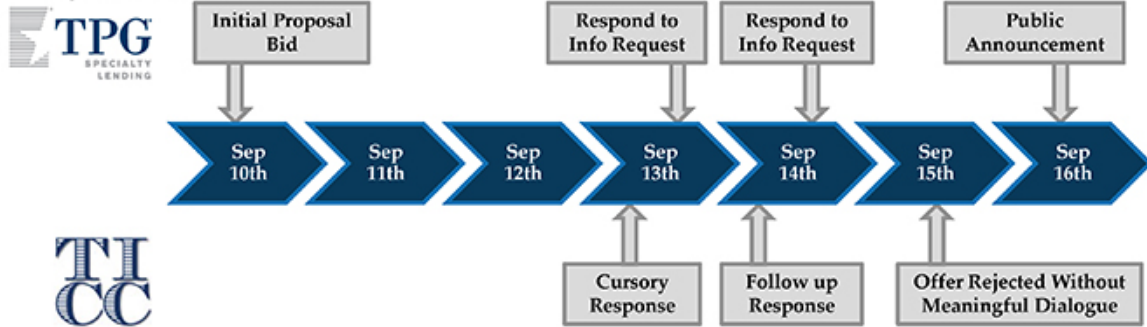 TPG
SPECIALTY
LENDING
Initial Proposal
Bid
Respond to
Info Request
Respond to
Info Request
Public
Announcement
Sep
10th
Sep
11th
Sep
12th
Sep
13th
Sep
14th
Sep
15th
Sep
16th
TI
CC
Cursory
Response
Follow up
Response
Offer Rejected Without
Meaningful Dialogue